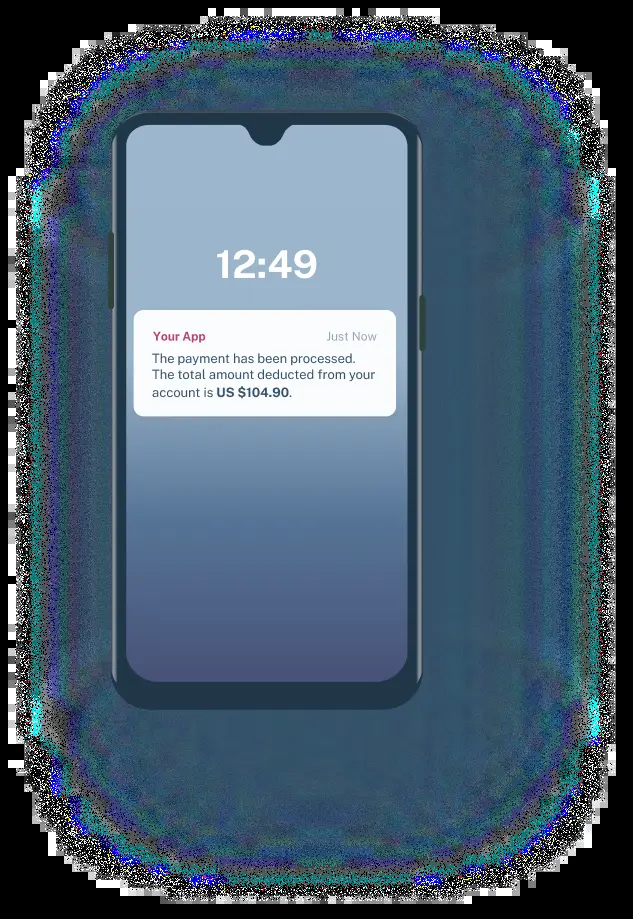 12:49
Your App Just Now
The payment has been processed.
The total amount deducted from your
account is US $104.90.